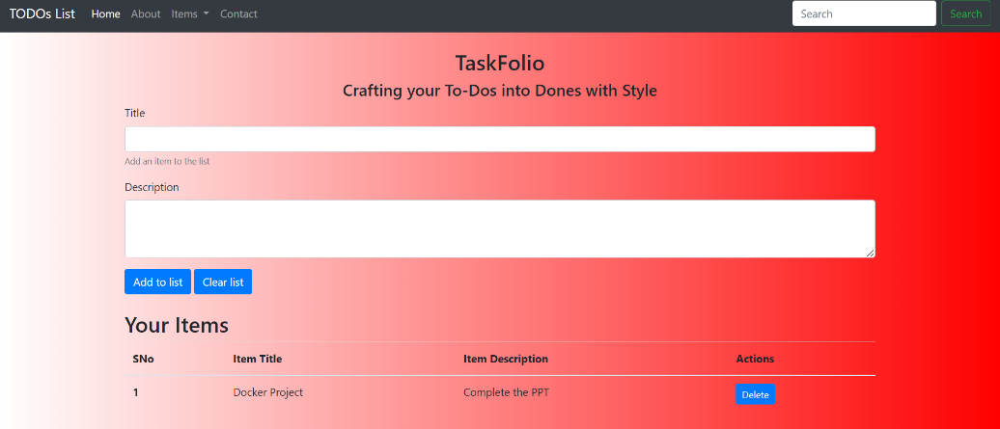 TODOs List Home About Items Contact Search Search
TaskFolio
Crafting your To-Dos into Dones with Style
Title
Add an item to the list
Description
Add to list Clear list
Your Items
SNo Item Title Item Description Actions
1 Docker Project Complete the PPT Delete